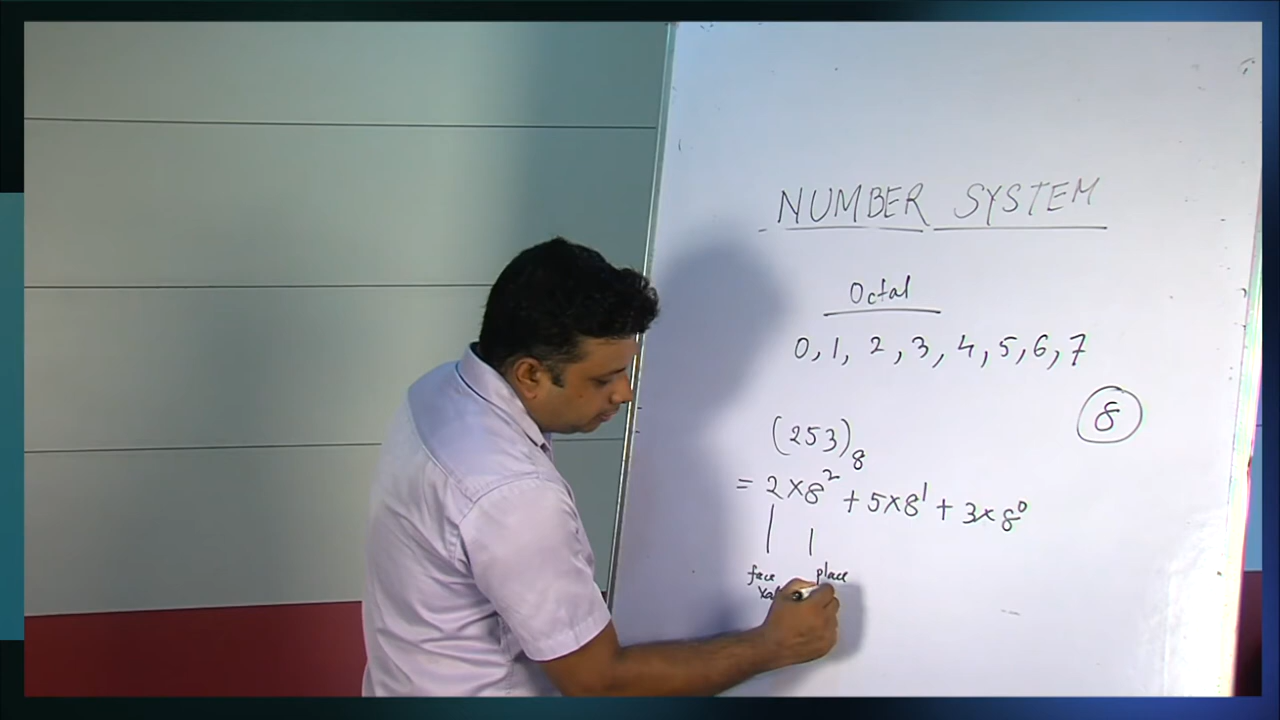 NUMBER SYSTEM
Octal
0, 1, 2, 3, 4, 5, 6, 7
8
(253)₈
= 2×8² + 5×8¹ + 3×8⁰
face place